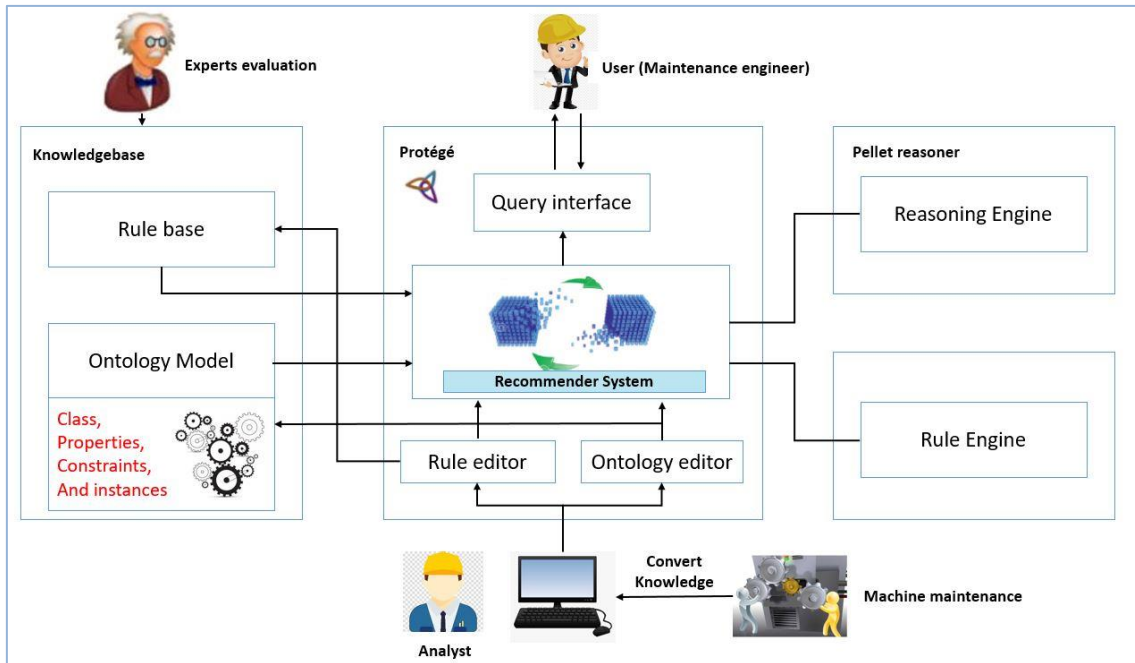 Experts evaluation
User (Maintenance engineer)
Knowledgebase
Rule base
Ontology Model
Class,
Properties,
Constraints,
And instances
Protégé
Query interface
Recommender System
Rule editor
Ontology editor
Pellet reasoner
Reasoning Engine
Rule Engine
Analyst
Convert
Knowledge
Machine maintenance